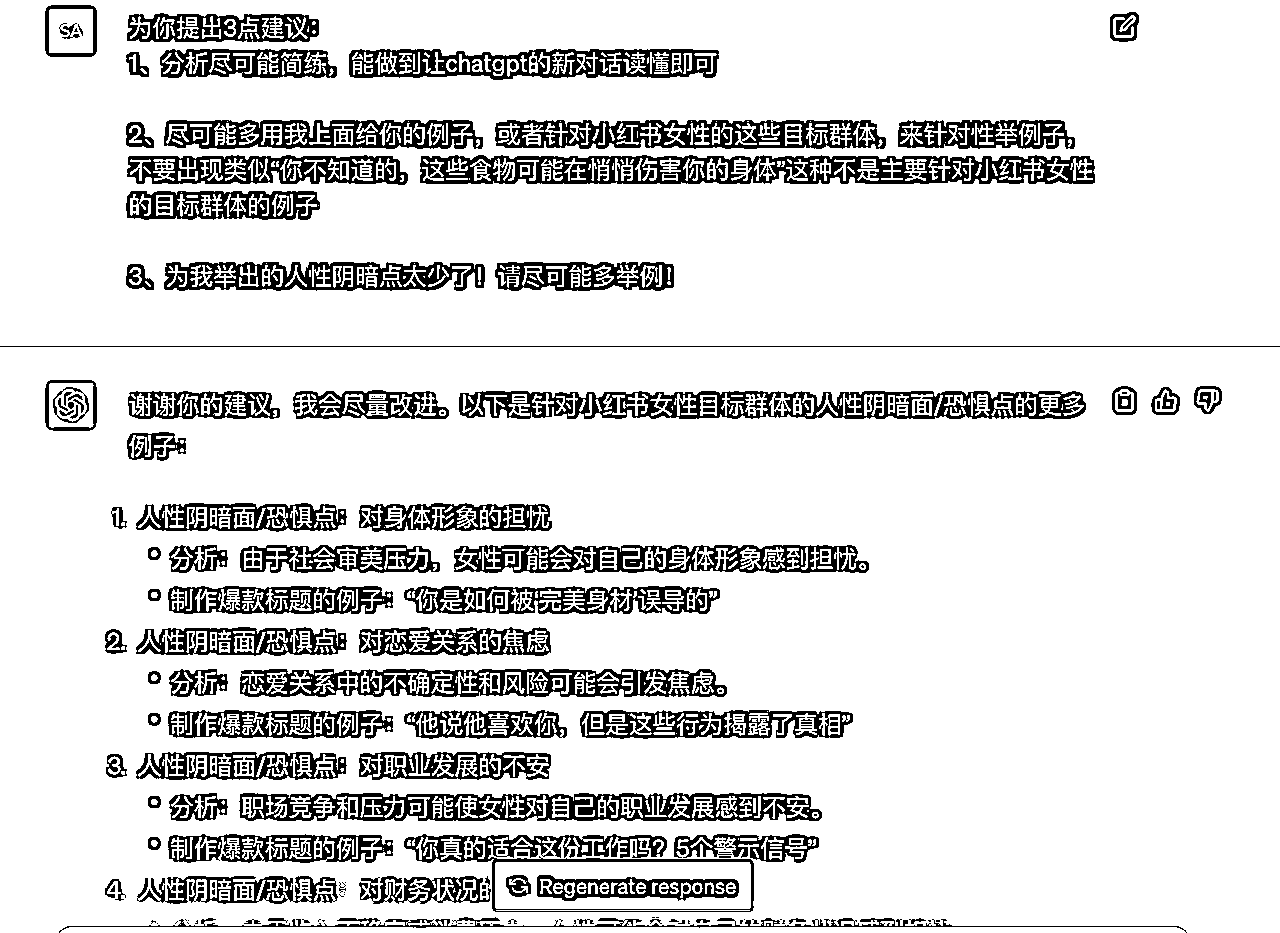 SA
为你提出3点建议：
1、分析尽可能简练，能做到让chatgpt的新对话读懂即可
2、尽可能多用我上面给你的例子，或者针对小红书女性的这些目标群体，来针对性举例子，
不要出现类似“你不知道的，这些食物可能在悄悄伤害你的身体”这种不是主要针对小红书女性
的目标群体的例子
3、为我举出的人性阴暗点太少了！请尽可能多举例！
谢谢你的建议，我会尽量改进。以下是针对小红书女性目标群体的人性阴暗面/恐惧点的更多
例子：
1. 人性阴暗面/恐惧点：对身体形象的担忧
分析：由于社会审美压力，女性可能会对自己的身体形象感到担忧。
制作爆款标题的例子：“你是如何被‘完美身材’误导的”
2. 人性阴暗面/恐惧点：对恋爱关系的焦虑
分析：恋爱关系中的不确定性和风险可能会引发焦虑。
制作爆款标题的例子：“他说他喜欢你，但是这些行为揭露了真相”
3. 人性阴暗面/恐惧点：对职业发展的不安
分析：职场竞争和压力可能使女性对自己的职业发展感到不安。
制作爆款标题的例子：“你真的适合这份工作吗？5个警示信号”
4. 人性阴暗面/恐惧点：对财务状况的
Regenerate response